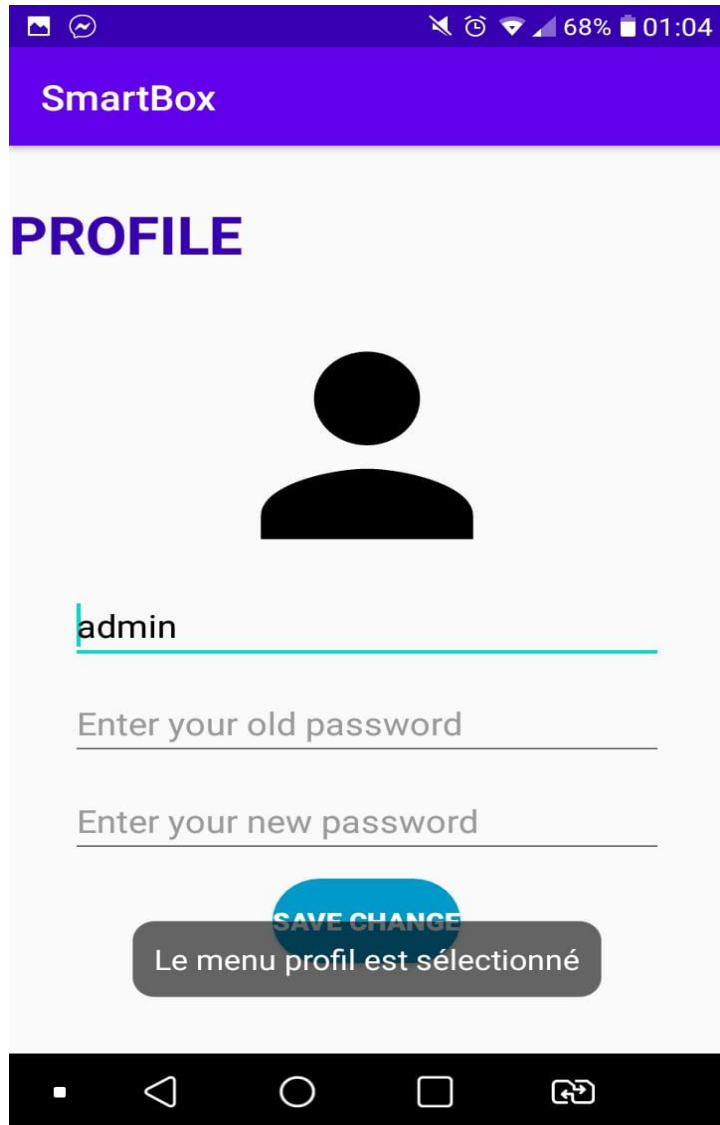 68% 01:04
SmartBox
PROFILE
admin
Enter your old password
Enter your new password
SAVE CHANGE
Le menu profil est sélectionné